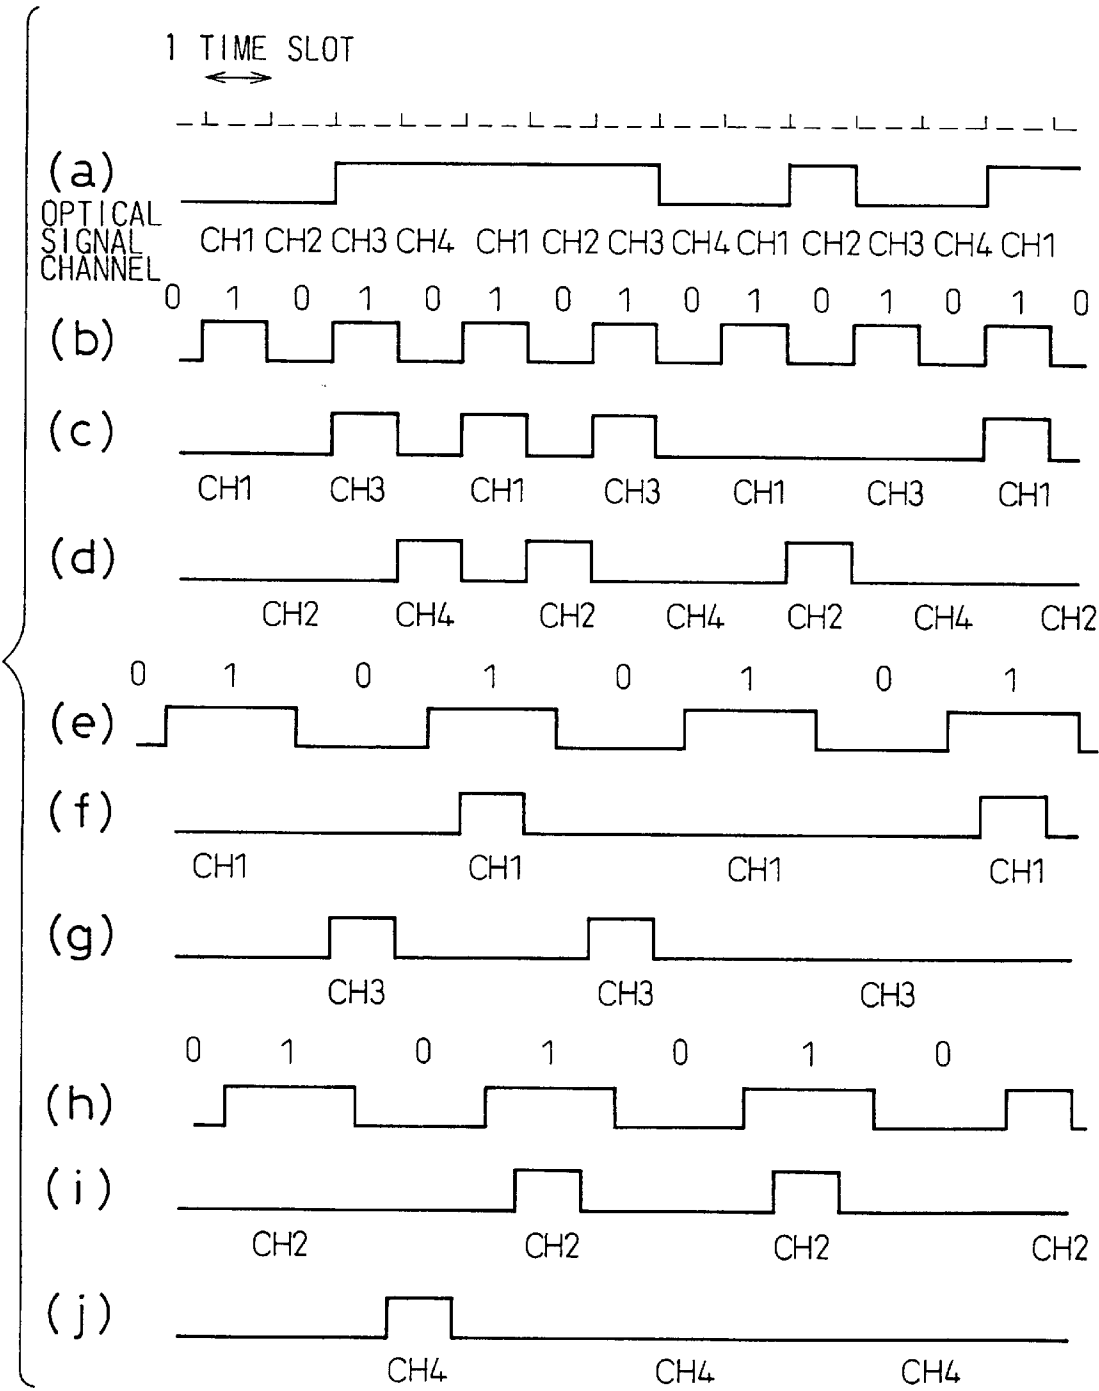 1 TIME SLOT
(a)
OPTICAL SIGNAL CHANNEL
CH1 CH2 CH3 CH4 CH1 CH2 CH3 CH4 CH1 CH2 CH3 CH4 CH1
0 1 0 1 0 1 0 1 0 1 0 1 0 1 0
(b)
(c)
CH1 CH3 CH1 CH3 CH1 CH3 CH1
(d)
CH2 CH4 CH2 CH4 CH2 CH4 CH2
0 1 0 1 0 1 0 1
(e)
(f)
CH1 CH1 CH1 CH1
(g)
CH3 CH3 CH3
0 1 0 1 0 1 0
(h)
(i)
CH2 CH2 CH2 CH2
(j)
CH4 CH4 CH4